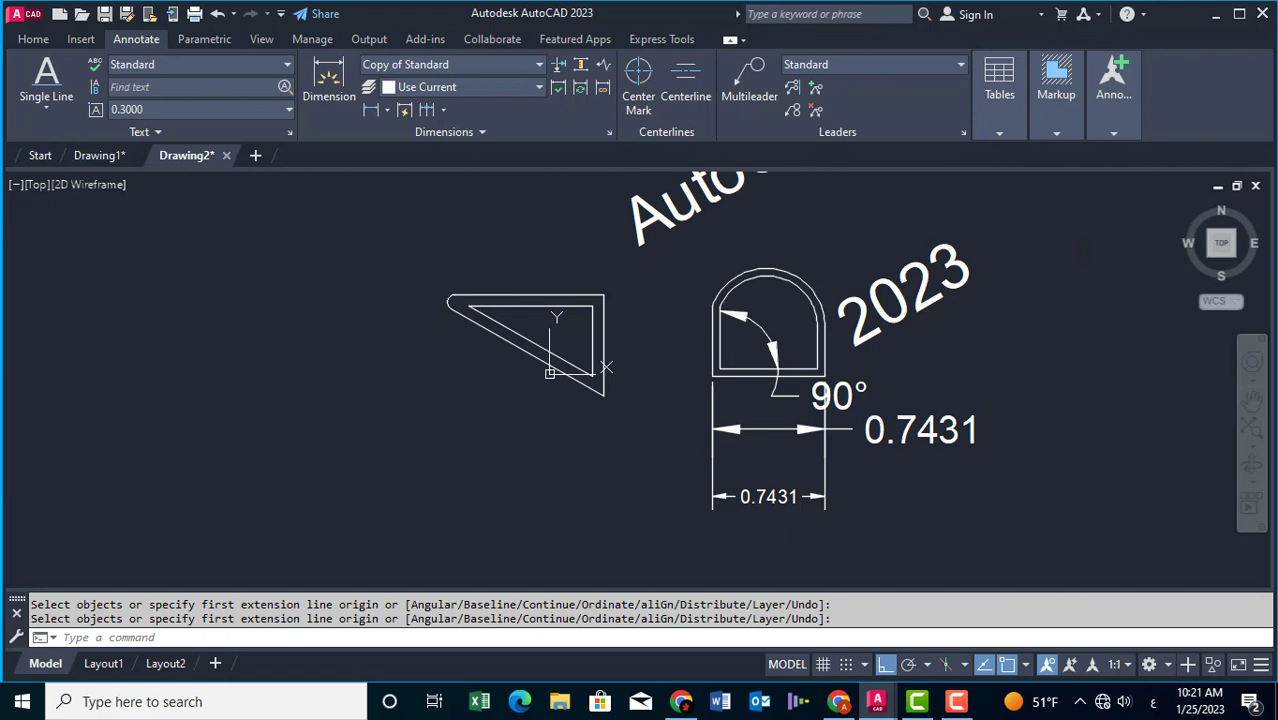 CAD
Share
Autodesk AutoCAD 2023
Type a keyword or phrase
Sign In
Home
Insert
Annotate
Parametric
View
Manage
Output
Add-ins
Collaborate
Featured Apps
Express Tools
A
Single Line
ABC
Standard
Find text
0.3000
Text
Dimension
Copy of Standard
Use Current
Dimensions
Center
Mark
Centerline
Centerlines
Multileader
Standard
Leaders
Tables
Markup
Anno...
Start
Drawing1*
Drawing2*
[−][Top][2D Wireframe]
N
W
TOP
E
S
WCS
2023
Y
X
90°
0.7431
0.7431
Select objects or specify first extension line origin or [Angular/Baseline/Continue/Ordinate/aliGn/Distribute/Layer/Undo]:
Select objects or specify first extension line origin or [Angular/Baseline/Continue/Ordinate/aliGn/Distribute/Layer/Undo]:
Type a command
Model
Layout1
Layout2
MODEL
1:1
Type here to search
51°F
ع
10:21 AM
1/25/2023
2